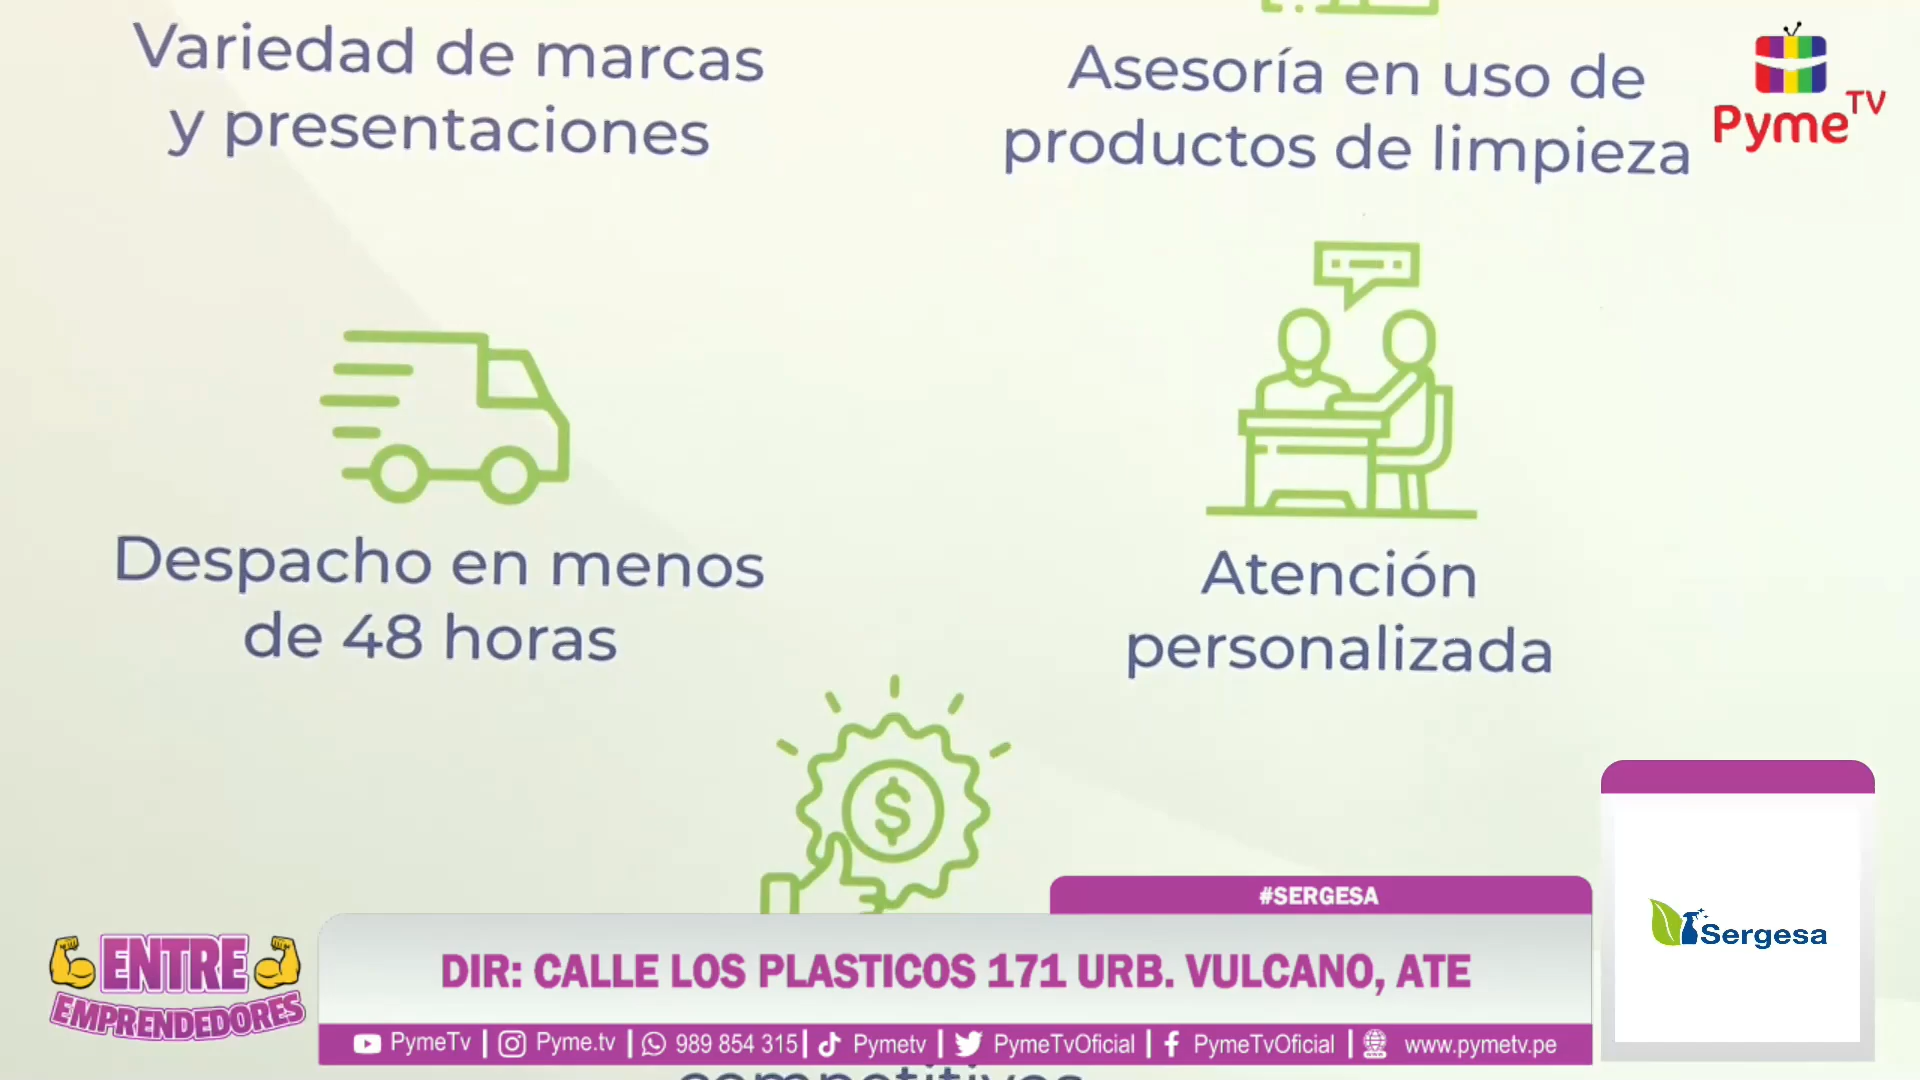 Variedad de marcas
y presentaciones
Asesoría en uso de
productos de limpieza
Pyme TV
Despacho en menos
de 48 horas
Atención
personalizada
$
#SERGESA
DIR: CALLE LOS PLASTICOS 171 URB. VULCANO, ATE
Sergesa
ENTRE
EMPRENDEDORES
PymeTv | Pyme.tv | 989 854 315 | Pymetv | PymeTvOficial | PymeTvOficial | www.pymetv.pe
competitivos